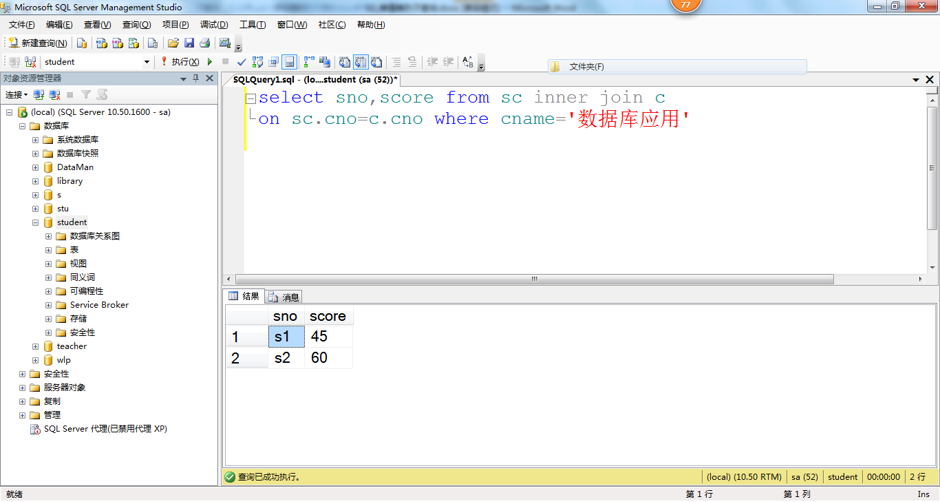 Microsoft SQL Server Management Studio
77
文件(F) 编辑(E) 查看(V) 查询(Q) 项目(P) 调试(D) 工具(T) 窗口(W) 社区(C) 帮助(H)
新建查询(N)
student 执行(X)
文件夹(F)
对象资源管理器
连接
(local) (SQL Server 10.50.1600 - sa)
数据库
系统数据库
数据库快照
DataMan
library
s
stu
student
数据库关系图
表
视图
同义词
可编程性
Service Broker
存储
安全性
teacher
wlp
安全性
服务器对象
复制
管理
SQL Server 代理(已禁用代理 XP)
SQLQuery1.sql - (lo....student (sa (52))*
select sno,score from sc inner join c
on sc.cno=c.cno where cname='数据库应用'
结果 消息
sno score
1 s1 45
2 s2 60
查询已成功执行。 (local) (10.50 RTM) sa (52) student 00:00:00 2 行
就绪 第 1 行 第 1 列 Ins